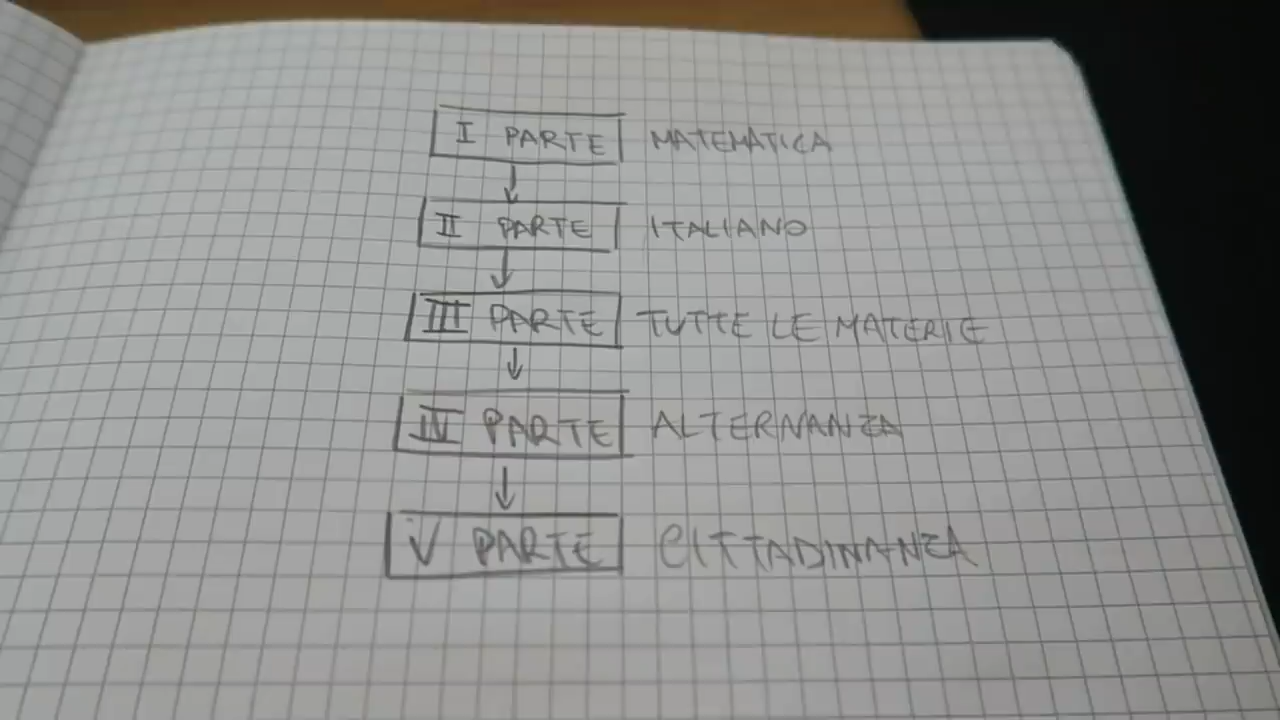 I PARTE MATEMATICA
II PARTE ITALIANO
III PARTE TUTTE LE MATERIE
IV PARTE ALTERNANZA
V PARTE CITTADINANZA